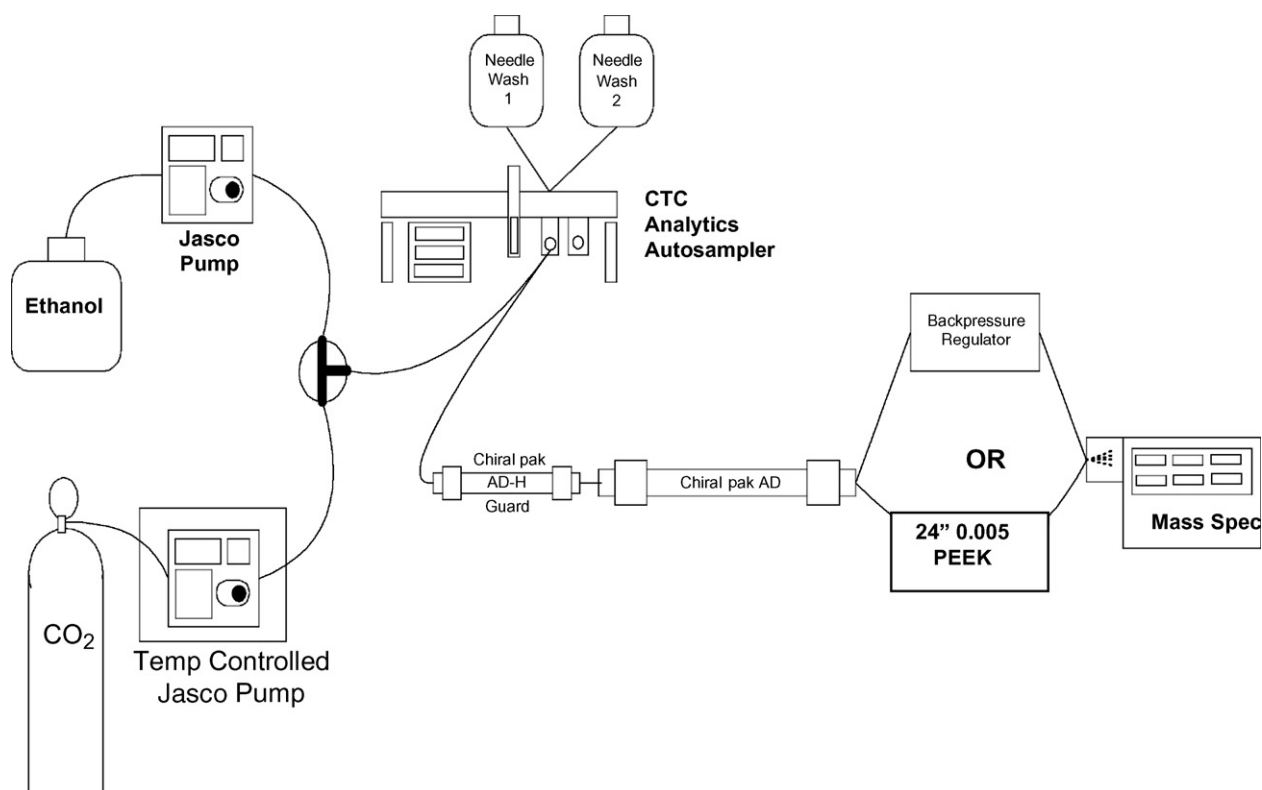 Needle
Wash
1
Needle
Wash
2
Jasco
Pump
CTC
Analytics
Autosampler
Ethanol
Backpressure
Regulator
Chiral pak
AD-H
Guard
Chiral pak AD
OR
24” 0.005
PEEK
Mass Spec
CO₂
Temp Controlled
Jasco Pump